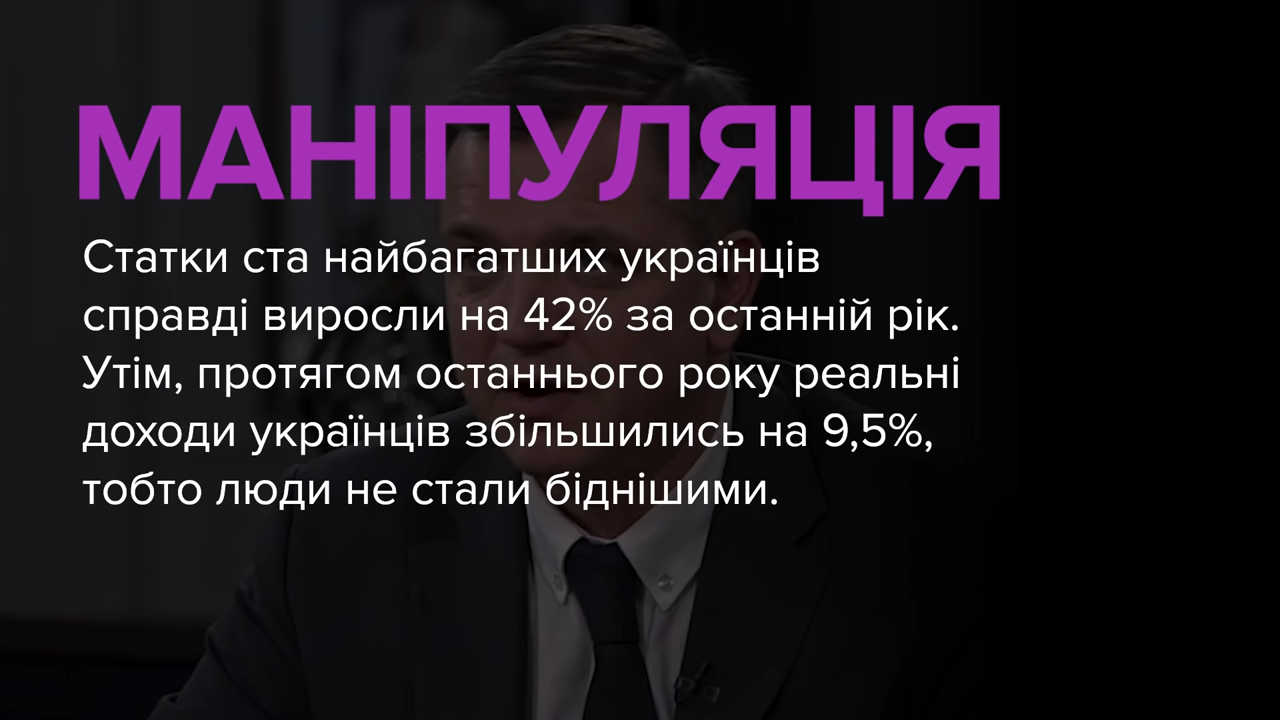 МАНІПУЛЯЦІЯ
Статки ста найбагатших українців
справді виросли на 42% за останній рік.
Утім, протягом останнього року реальні
доходи українців збільшились на 9,5%,
тобто люди не стали біднішими.